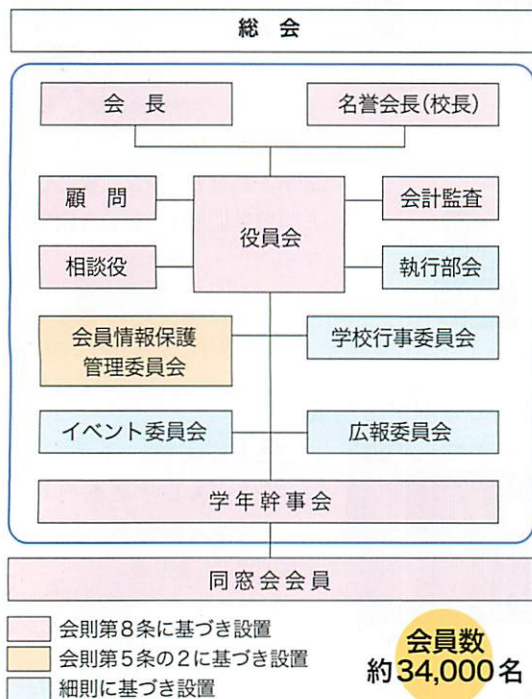 総会
会長
名誉会長(校長)
顧問
会計監査
役員会
相談役
執行部会
会員情報保護
管理委員会
学校行事委員会
イベント委員会
広報委員会
学年幹事会
同窓会会員
会則第8条に基づき設置
会則第5条の2に基づき設置
細則に基づき設置
会員数
約34,000名